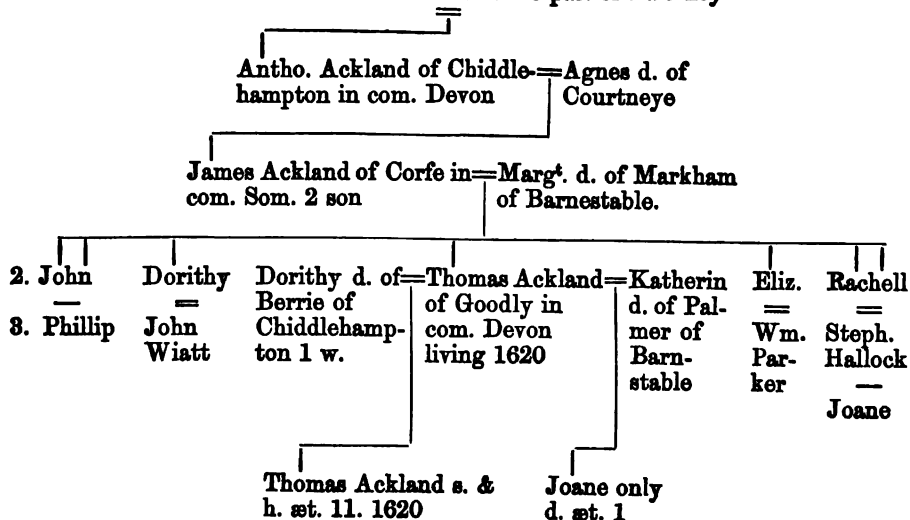 Antho. Ackland of Chiddle-=Agnes d. of
hampton in com. Devon Courtneye
James Ackland of Corfe in=Margᵗ. d. of Markham
com. Som. 2 son of Barnestable.
2. John
—
3. Phillip
Dorithy
=
John
Wiatt
Dorithy d. of=Thomas Ackland=Katherin
Berrie of of Goodly in d. of Pal-
Chiddlehamp- com. Devon mer of
ton 1 w. living 1620 Barn-
stable
Eliz.
=
Wm.
Par-
ker
Rachell
=
Steph.
Hallock
—
Joane
Thomas Ackland s. &
h. æt. 11. 1620
Joane only
d. æt. 1